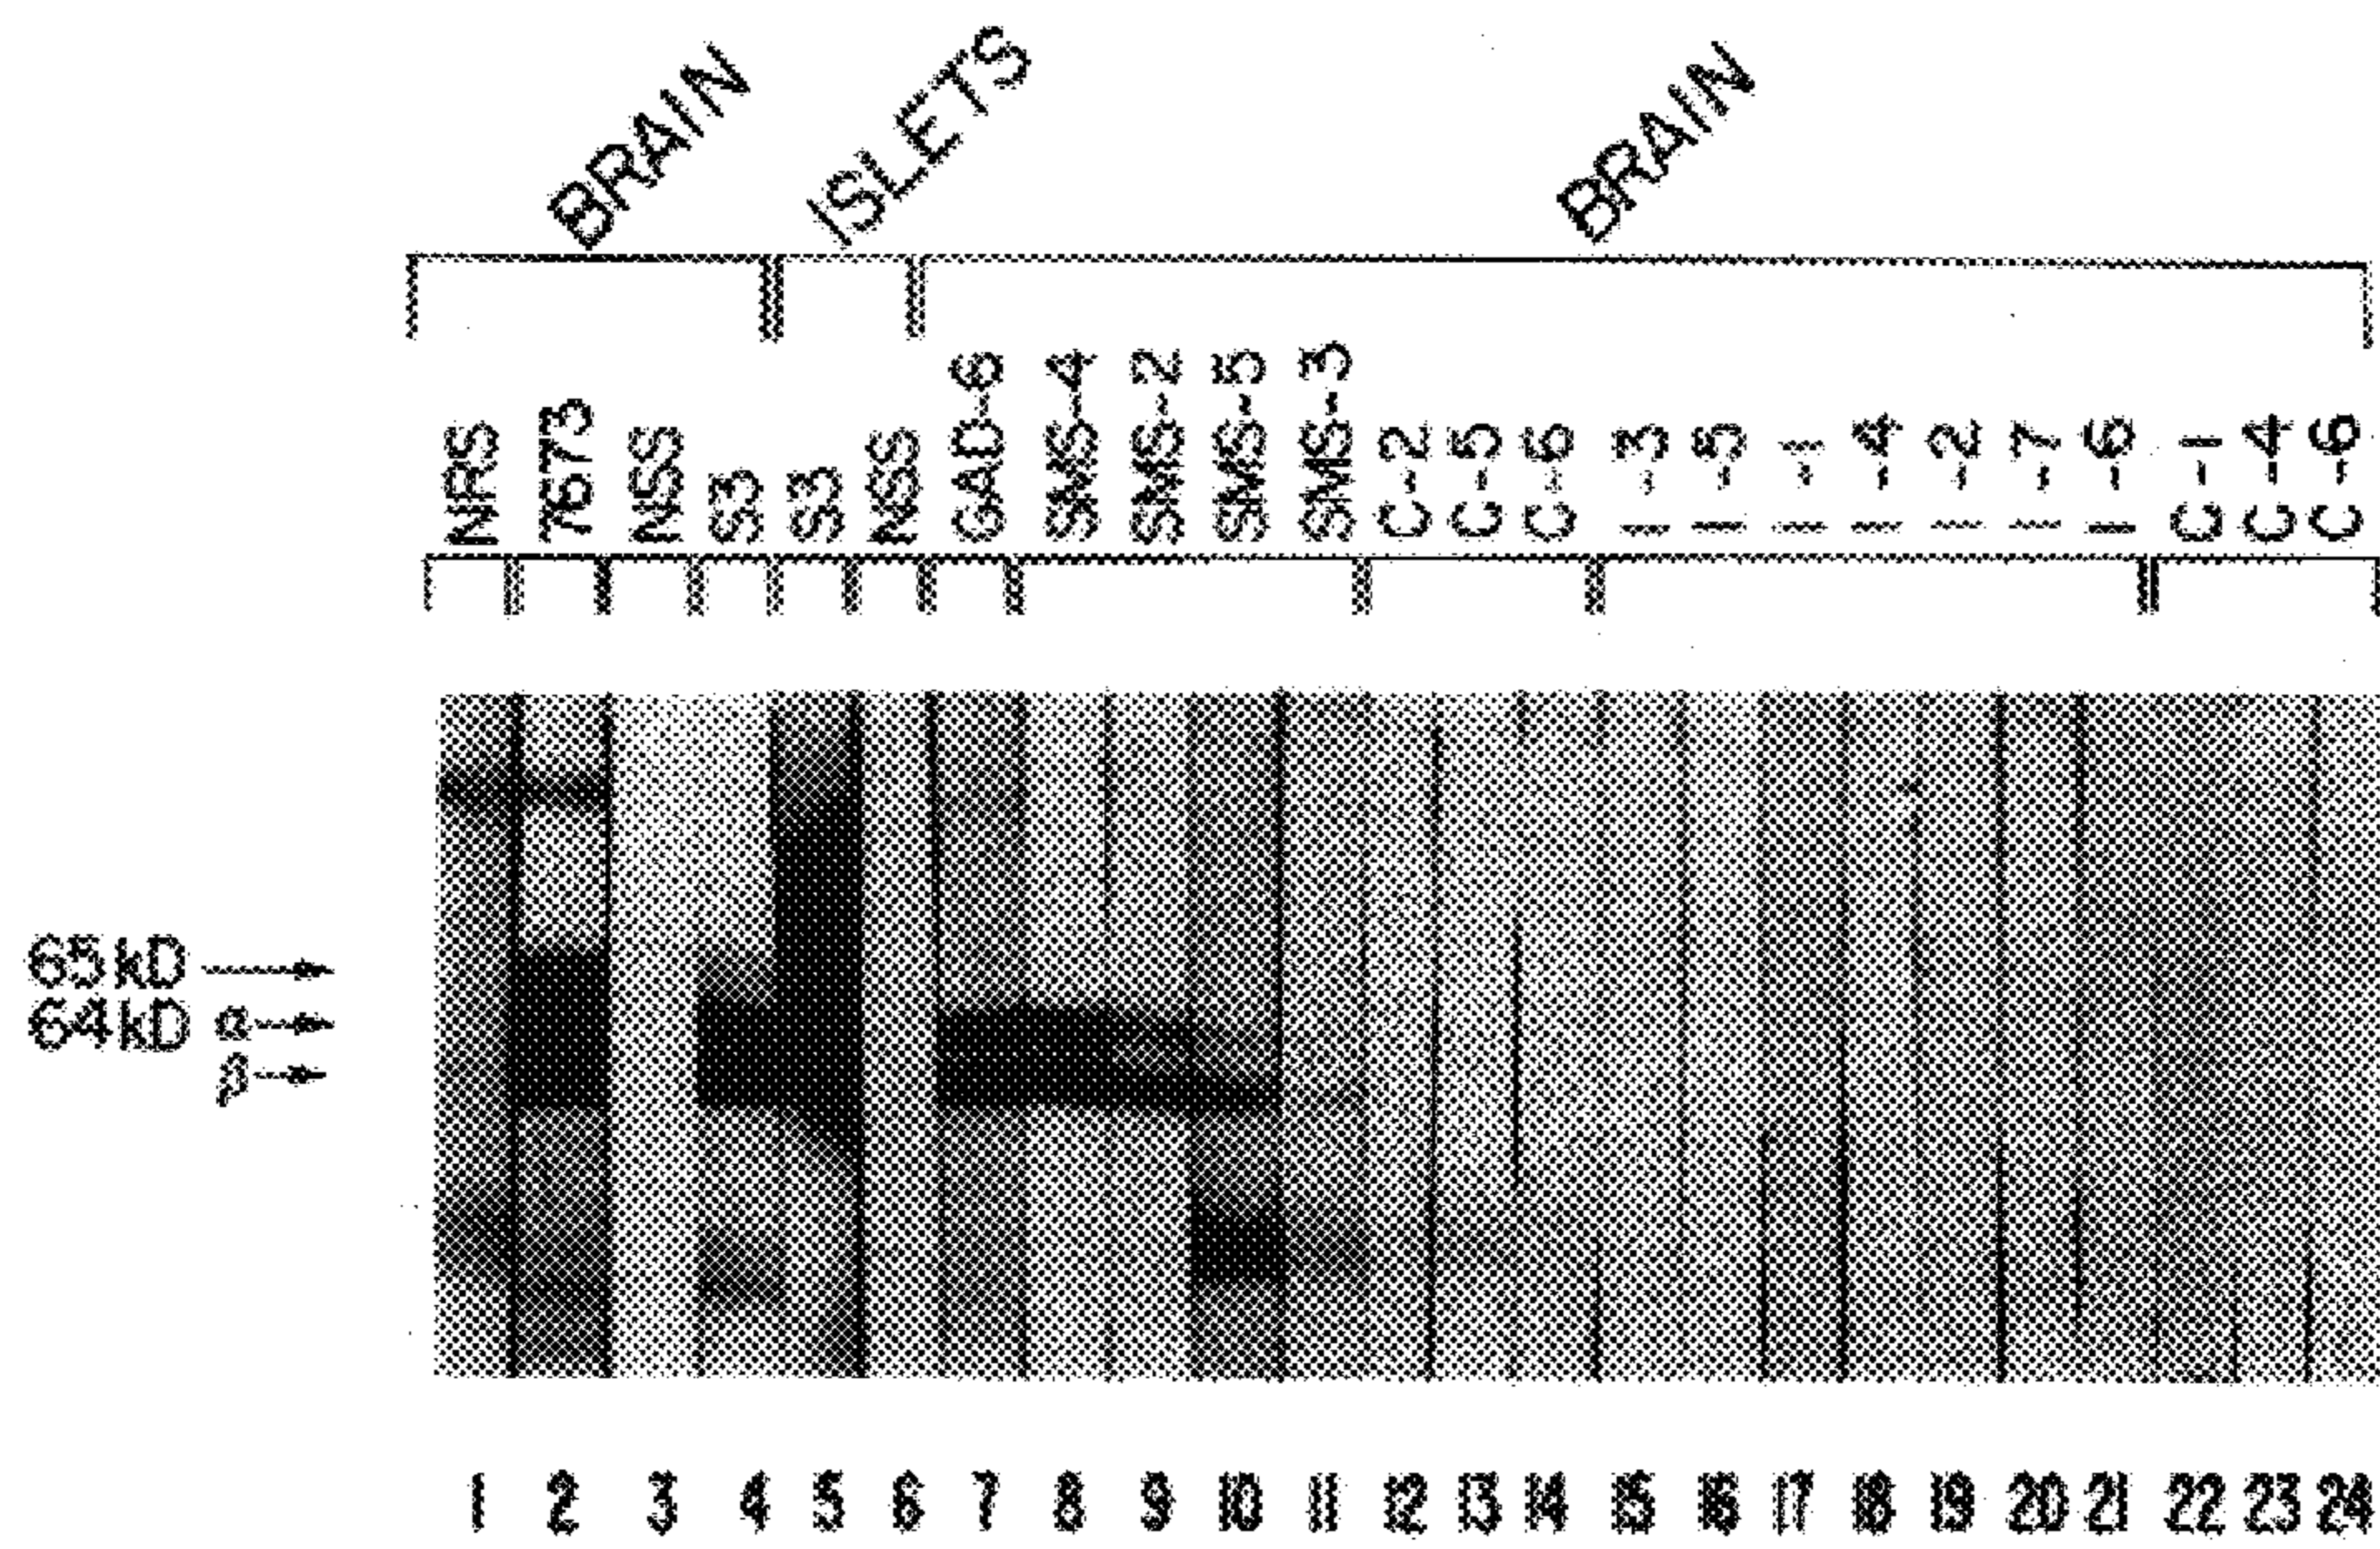 BRAIN ISLETS BRAIN
NRS 7673 NSS S3 S3 NSS GAD-6 SMS-4 SMS-2 SMS-5 SMS-3 C-2 C-5 C-6 I-3 I-5 I-1 I-4 I-2 I-7 I-6 C-1 C-4 C-6
65kD
64kD α
β
1 2 3 4 5 6 7 8 9 10 11 12 13 14 15 16 17 18 19 20 21 22 23 24